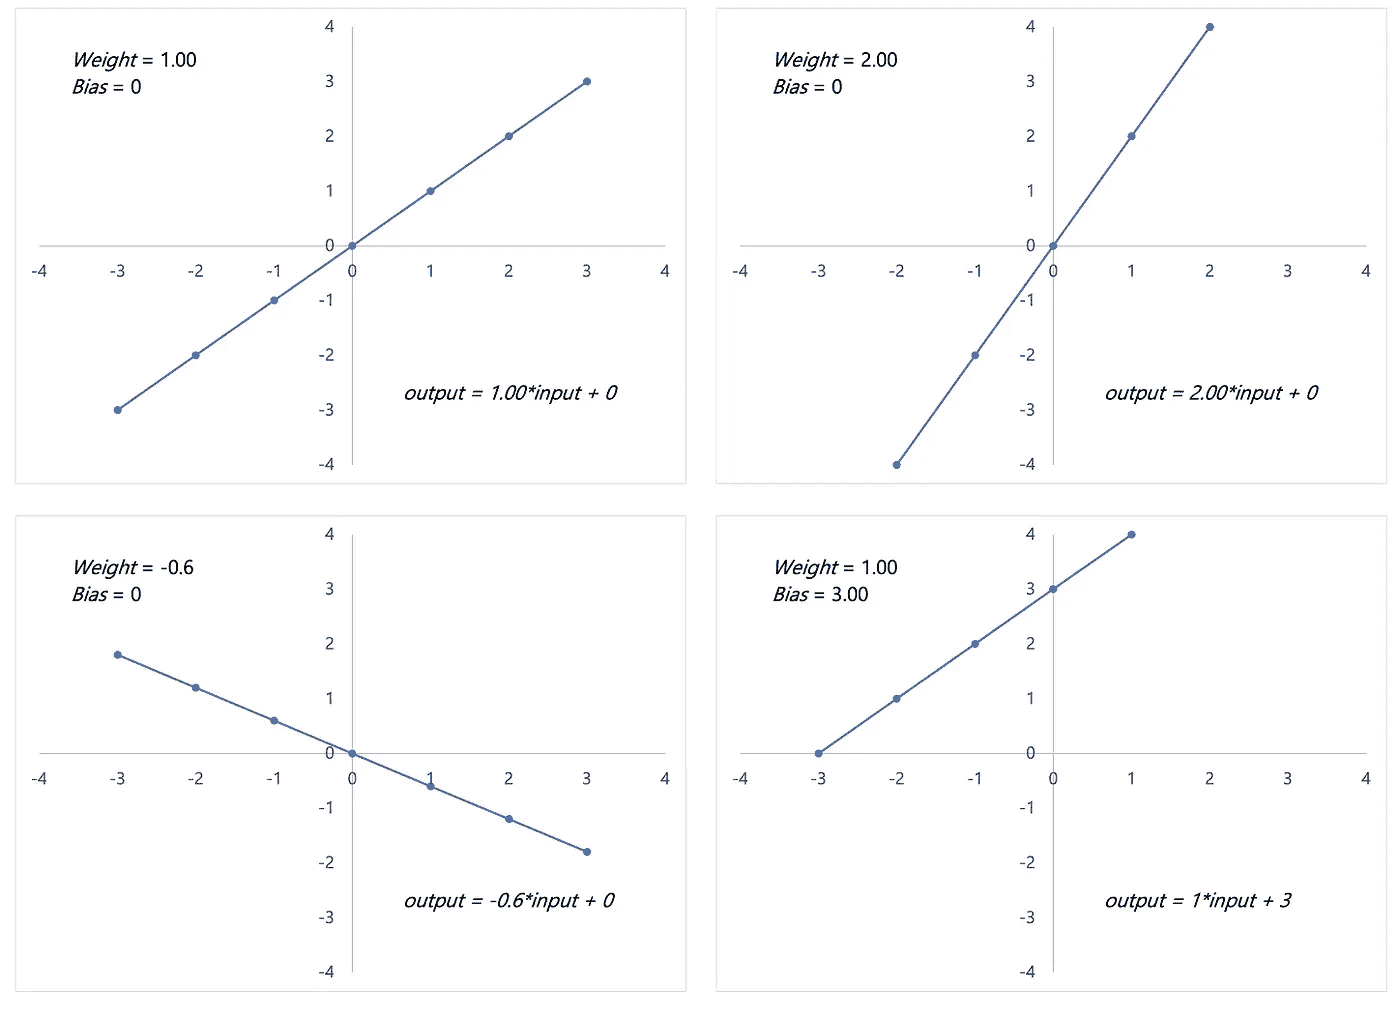 Weight = 1.00
Bias = 0
4
3
2
1
0
-1
-2
-3
-4
-4 -3 -2 -1 0 1 2 3 4
output = 1.00*input + 0
Weight = 2.00
Bias = 0
4
3
2
1
0
-1
-2
-3
-4
-4 -3 -2 -1 0 1 2 3 4
output = 2.00*input + 0
Weight = -0.6
Bias = 0
4
3
2
1
0
-1
-2
-3
-4
-4 -3 -2 -1 0 1 2 3 4
output = -0.6*input + 0
Weight = 1.00
Bias = 3.00
4
3
2
1
0
-1
-2
-3
-4
-4 -3 -2 -1 0 1 2 3 4
output = 1*input + 3